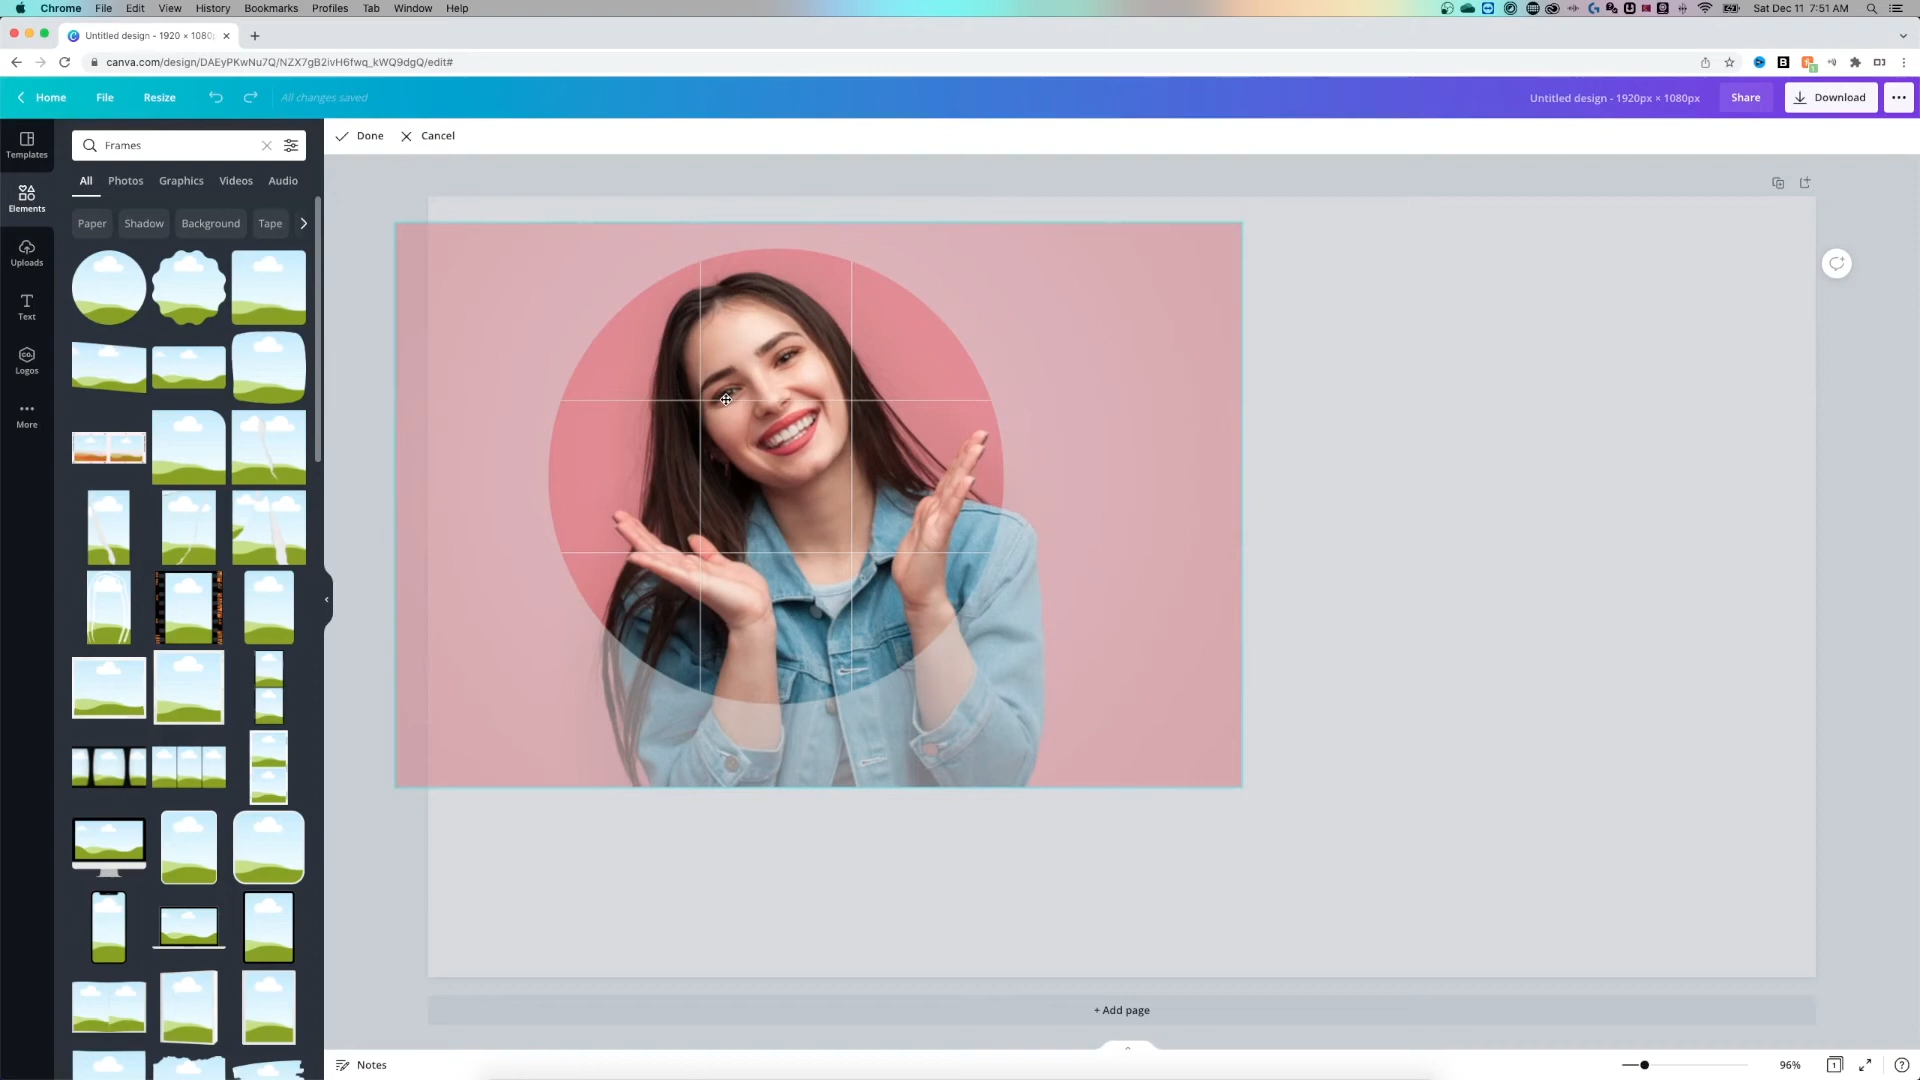 Chrome File Edit View History Bookmarks Profiles Tab Window Help
Sat Dec 11 7:51 AM
Untitled design - 1920 × 1080p
canva.com/design/DAEyPKwNu7Q/NZX7gB2ivH6fwq_kWQ9dgQ/edit#
Home File Resize All changes saved
Untitled design - 1920px × 1080px Share Download
Templates
Elements
Uploads
Text
Logos
More
Frames
All Photos Graphics Videos Audio
Paper Shadow Background Tape
Done Cancel
+ Add page
Notes
96%
1